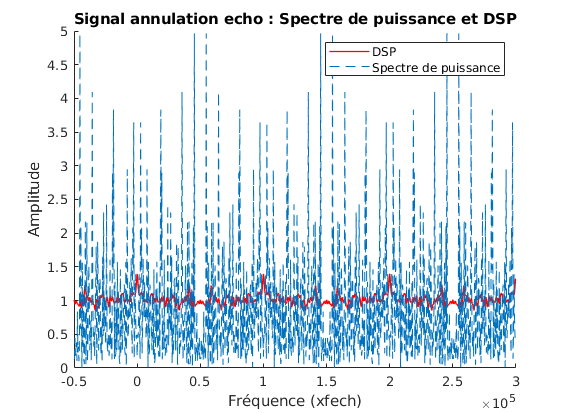 Signal annulation echo : Spectre de puissance et DSP
5
4.5
4
3.5
3
2.5
2
1.5
1
0.5
0
Amplitude
DSP
Spectre de puissance
-0.5 0 0.5 1 1.5 2 2.5 3
Fréquence (xfech)
×10^5